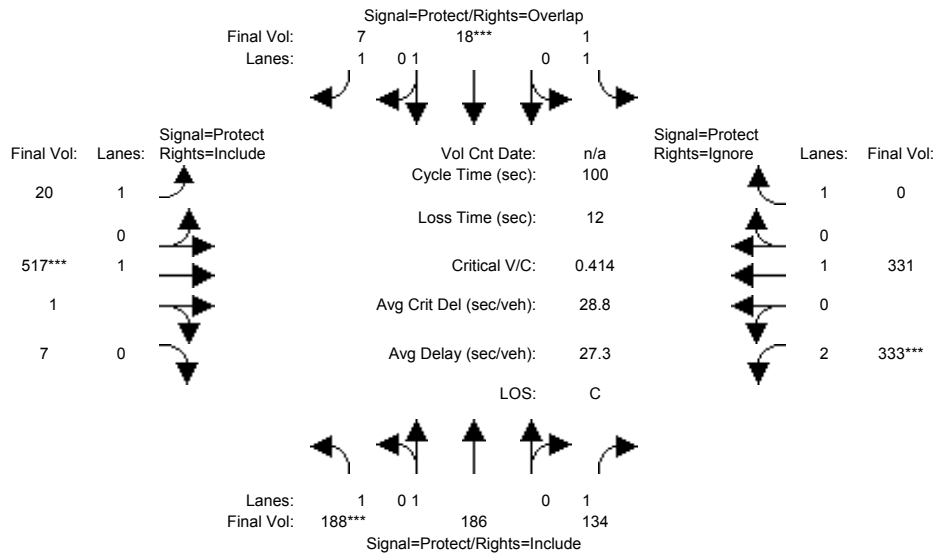 Signal=Protect/Rights=Overlap
Final Vol: 7 18*** 1
Lanes: 1 0 1 0 1
Signal=Protect
Final Vol: Lanes: Rights=Include
Vol Cnt Date: n/a
Signal=Protect
Rights=Ignore Lanes: Final Vol:
Cycle Time (sec): 100
20 1
1 0
Loss Time (sec): 12
0
0
517*** 1
Critical V/C: 0.414
1 331
1
Avg Crit Del (sec/veh): 28.8
0
7 0
Avg Delay (sec/veh): 27.3
2 333***
LOS: C
Lanes: 1 0 1 0 1
Final Vol: 188*** 186 134
Signal=Protect/Rights=Include